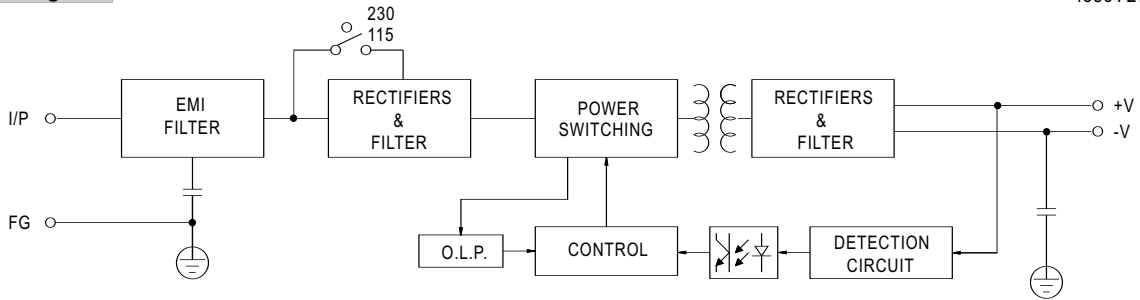 230
115
I/P
EMI
FILTER
RECTIFIERS
&
FILTER
POWER
SWITCHING
RECTIFIERS
&
FILTER
+V
-V
FG
O.L.P.
CONTROL
DETECTION
CIRCUIT